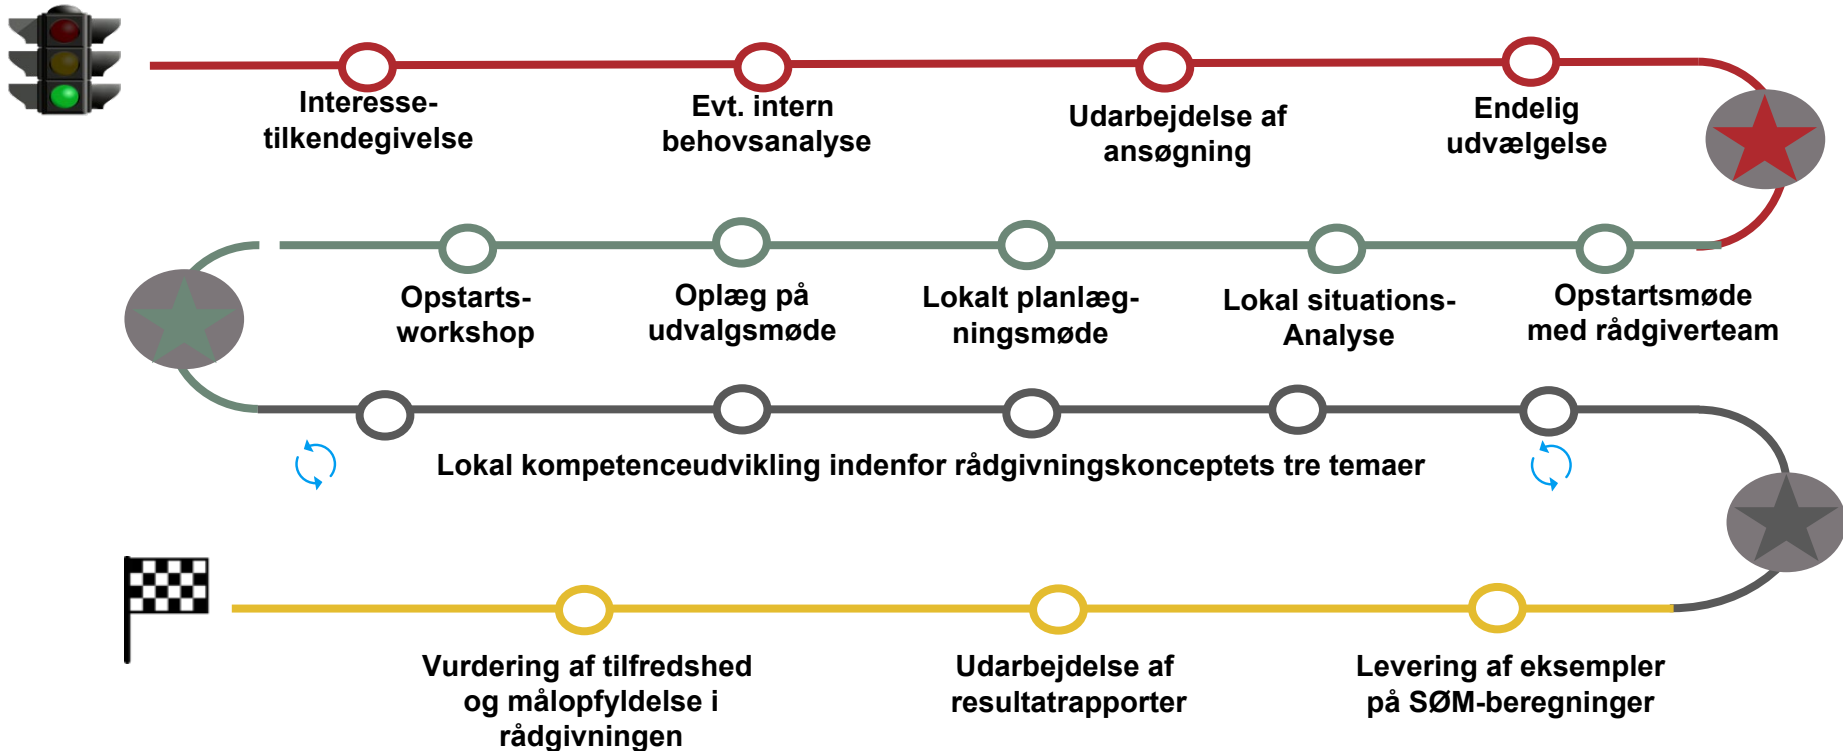 Interesse-
tilkendegivelse
Evt. intern
behovsanalyse
Udarbejdelse af
ansøgning
Endelig
udvælgelse
Opstarts-
workshop
Oplæg på
udvalgsmøde
Lokalt planlæg-
ningsmøde
Lokal situations-
Analyse
Opstartsmøde
med rådgiverteam
Lokal kompetenceudvikling indenfor rådgivningskonceptets tre temaer
Vurdering af tilfredshed
og målopfyldelse i
rådgivningen
Udarbejdelse af
resultatrapporter
Levering af eksempler
på SØM-beregninger